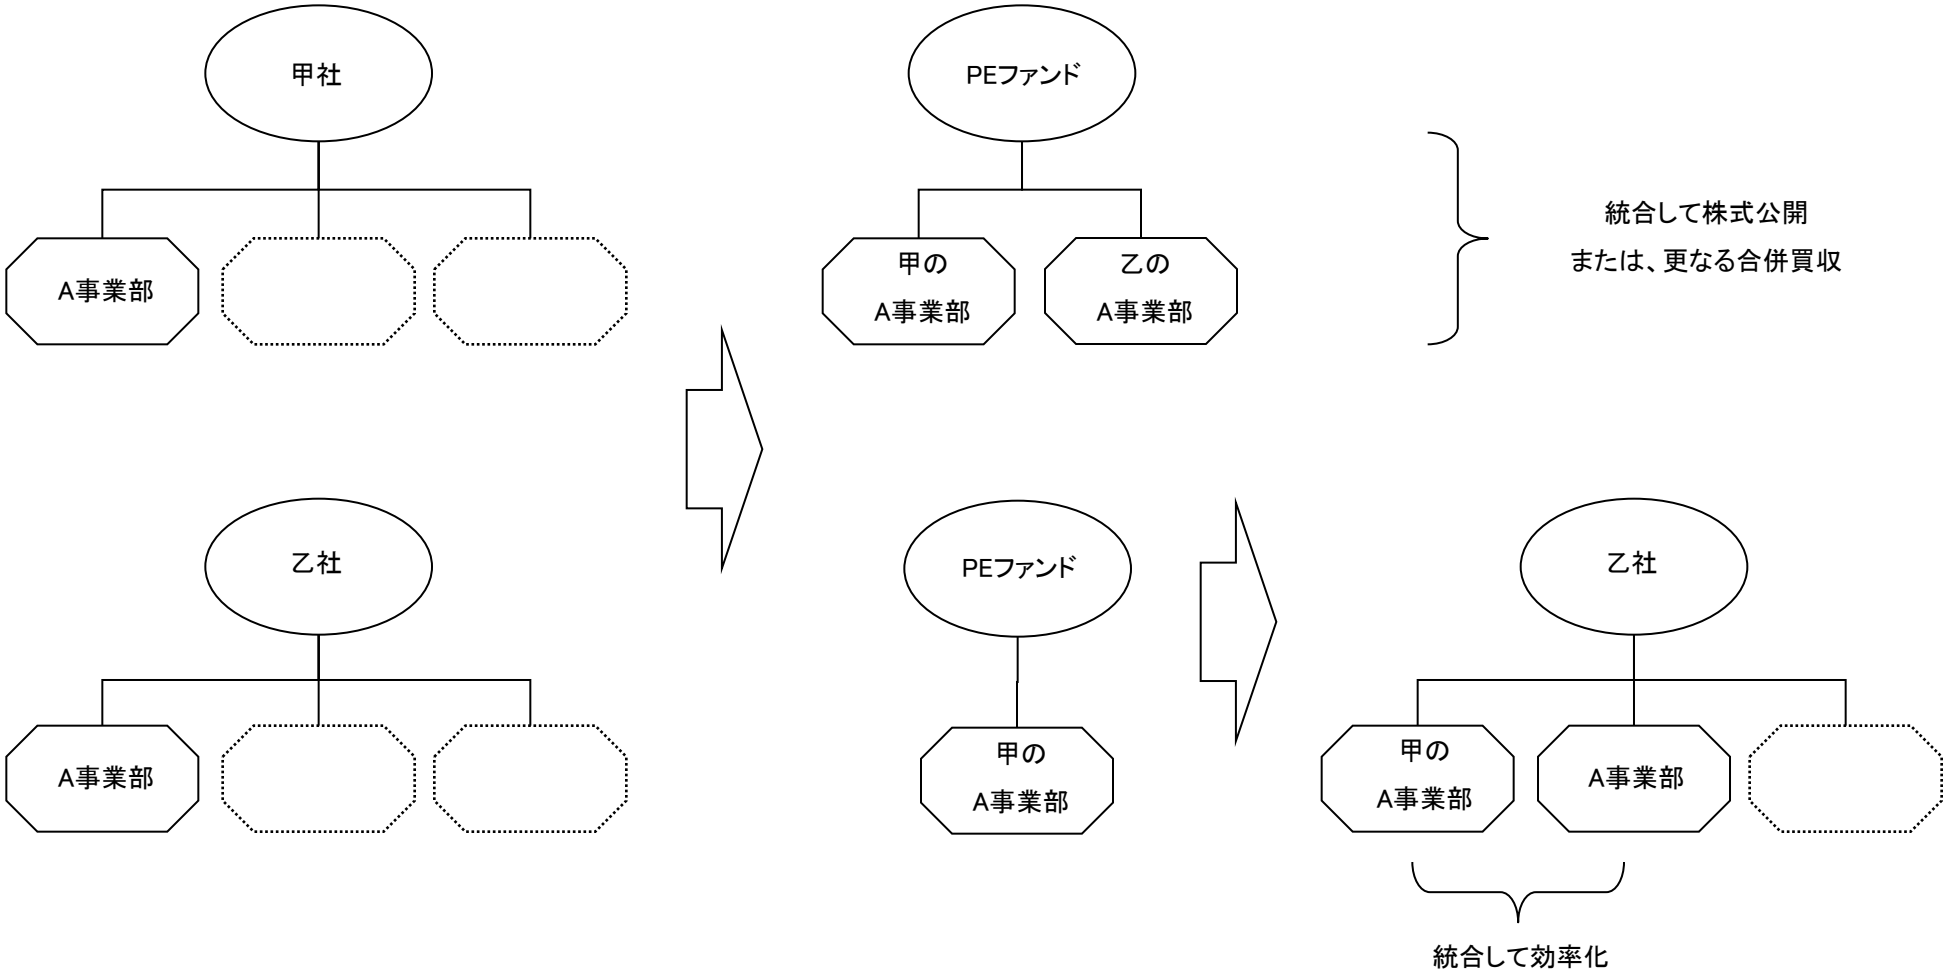 甲社
A事業部
PEファンド
甲の
A事業部
乙の
A事業部
統合して株式公開
または、更なる合併買収
乙社
A事業部
PEファンド
甲の
A事業部
乙社
甲の
A事業部
A事業部
統合して効率化